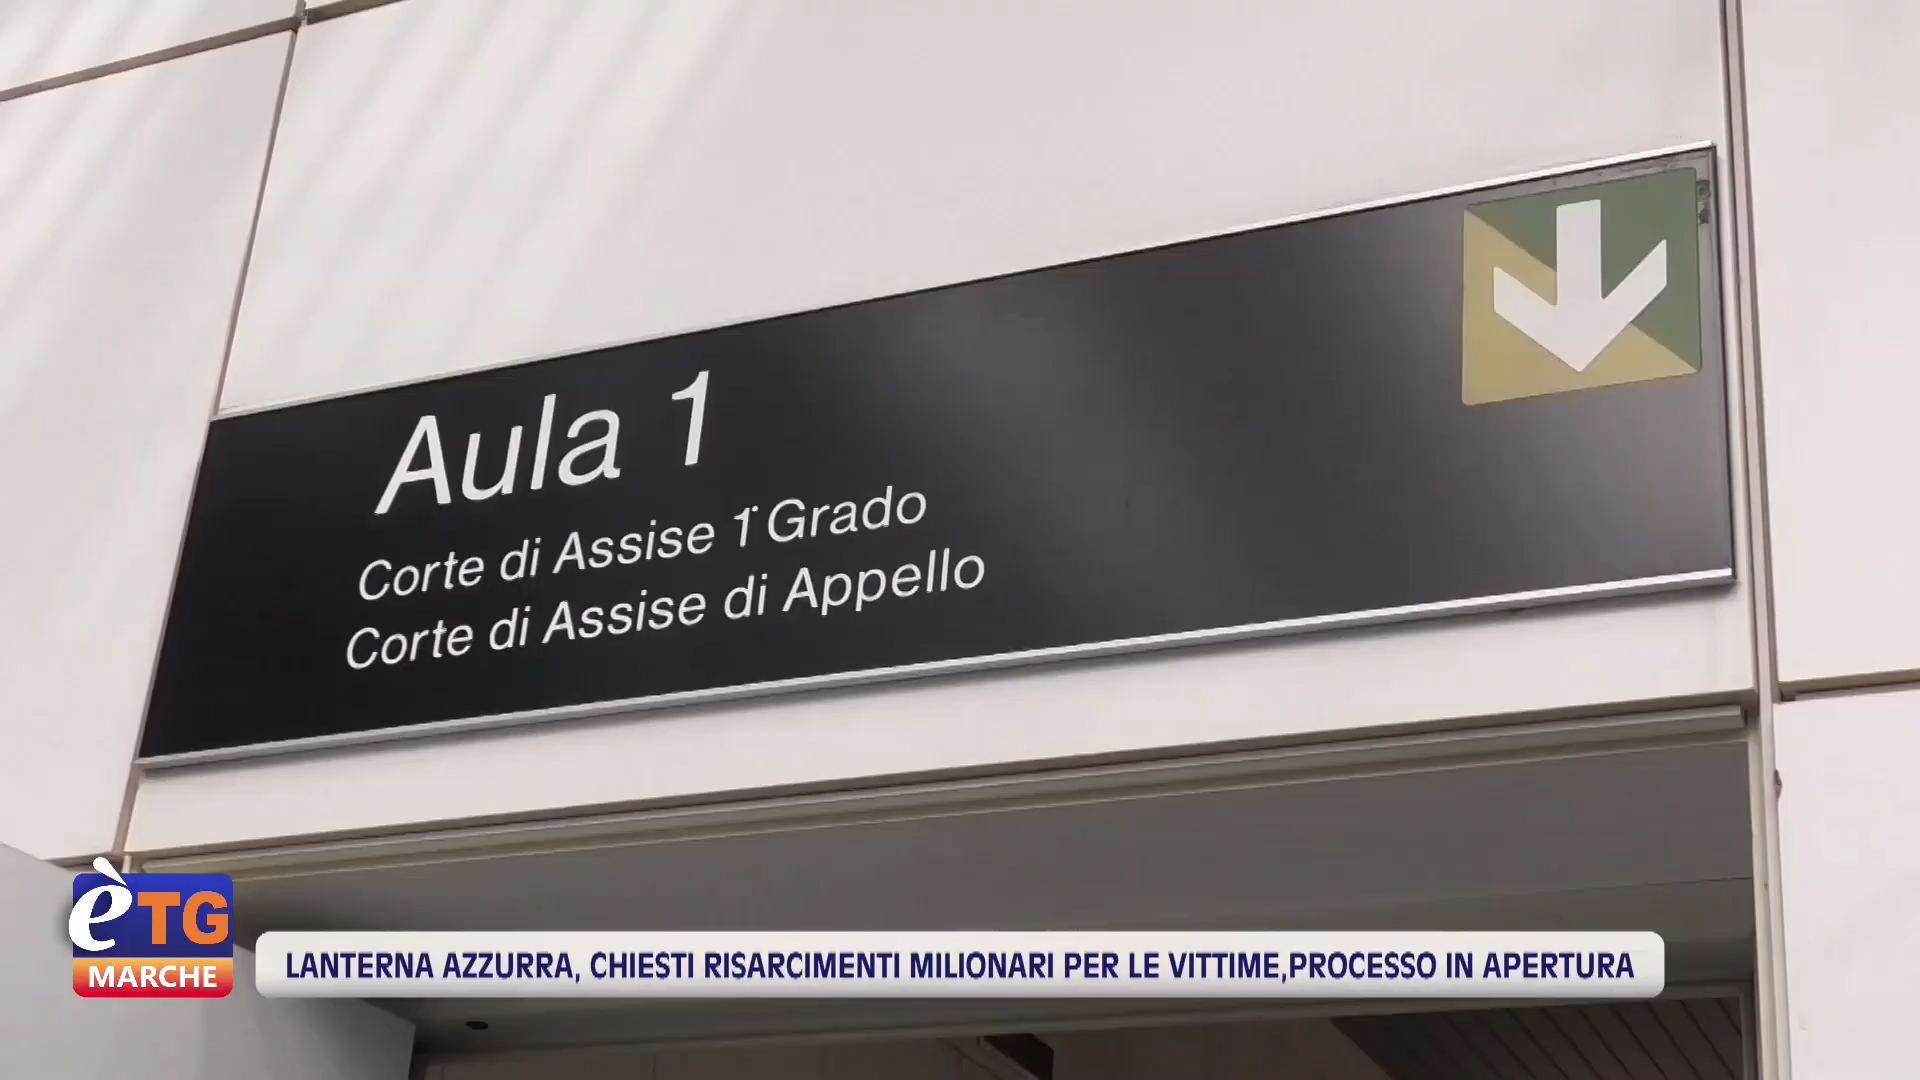 Aula 1
Corte di Assise 1° Grado
Corte di Assise di Appello
èTG
MARCHE
LANTERNA AZZURRA, CHIESTI RISARCIMENTI MILIONARI PER LE VITTIME,PROCESSO IN APERTURA